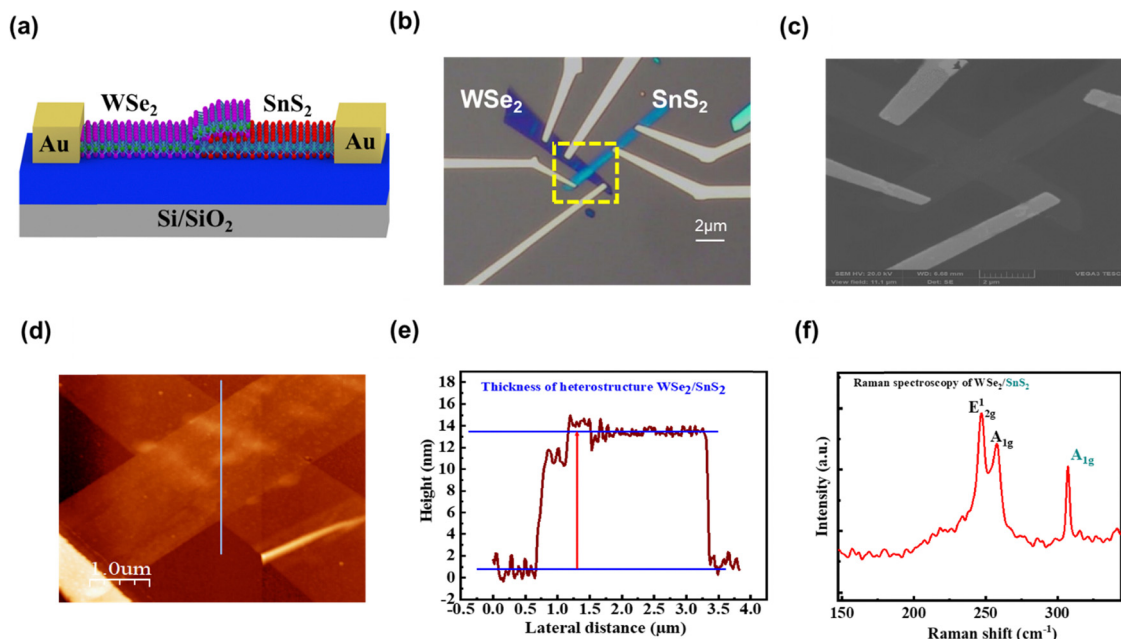 (a)
WSe2
SnS2
Au
Au
Si/SiO2
(b)
WSe2
SnS2
2μm
(c)
SEM HV: 20.0 kV
WD: 6.88 mm
VEGA3 TESC
View field: 11.1 μm
Det: SE
2 μm
(d)
1.0um
(e)
Thickness of heterostructure WSe2/SnS2
Height (nm)
18
16
14
12
10
8
6
4
2
0
-2
-0.5
0.0
0.5
1.0
1.5
2.0
2.5
3.0
3.5
4.0
Lateral distance (μm)
(f)
Raman spectroscopy of WSe2/SnS2
E12g
A1g
A1g
Intensity (a.u.)
150
200
250
300
Raman shift (cm-1)